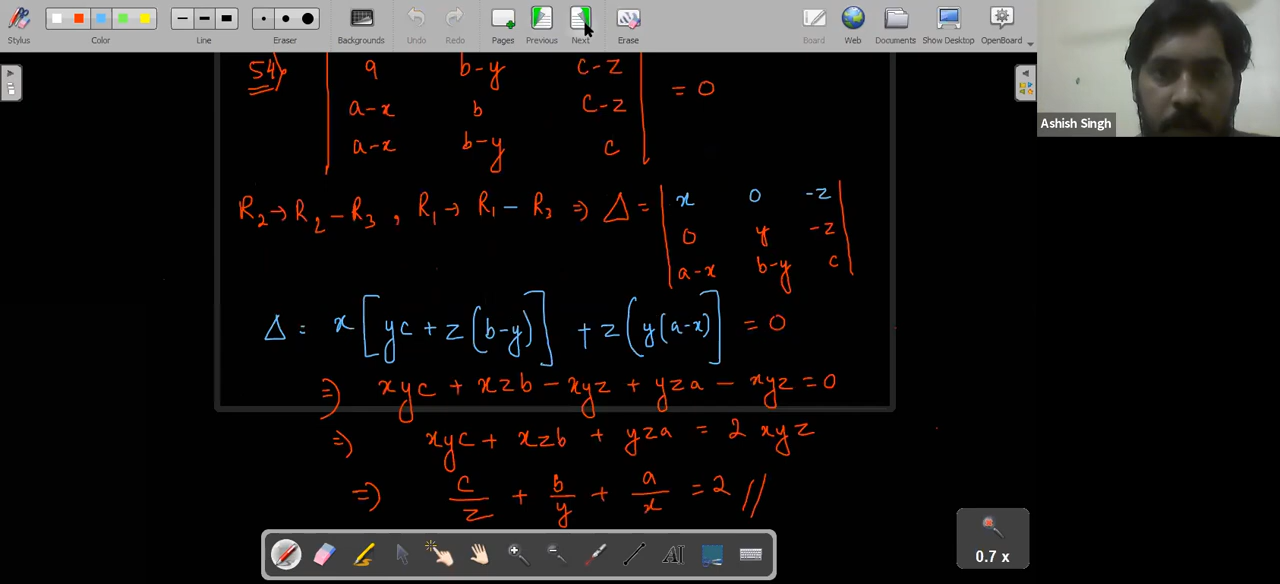 Stylus Color Line Eraser Backgrounds Undo Redo Pages Previous Next Erase Board Web Documents Show Desktop OpenBoard
Ashish Singh
54) | a b-y c-z |
| a-x b c-z | = 0
| a-x b-y c |
R₂→R₂-R₃ , R₁→R₁-R₃ ⇒ Δ = | x 0 -z |
| 0 y -z |
| a-x b-y c |
Δ = x[yc + z(b-y)] + z(y(a-x)] = 0
⇒ xyc + xzb - xyz + yza - xyz = 0
⇒ xyc + xzb + yza = 2 xyz
⇒ c/z + b/y + a/x = 2 //
0.7 x